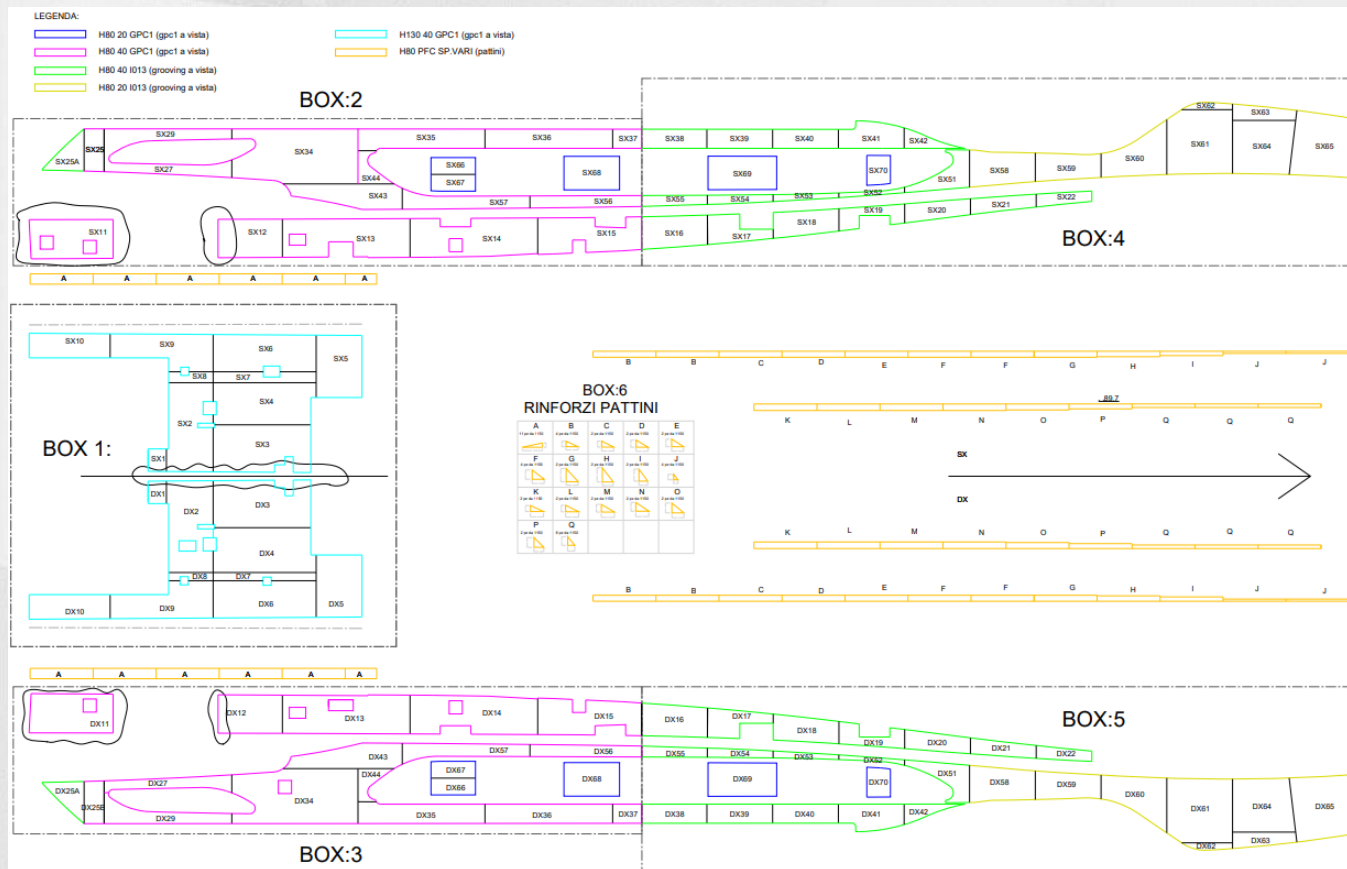 LEGENDA:
H80 20 GPC1 (gpc1 a vista)
H80 40 GPC1 (gpc1 a vista)
H80 40 I013 (grooving a vista)
H80 20 I013 (grooving a vista)
H130 40 GPC1 (gpc1 a vista)
H80 PFC SP.VARI (pattini)
BOX:2
SX29 SX35 SX36 SX37 SX38 SX39 SX40 SX41 SX42 SX62 SX63
SX25A SX25 SX27 SX34 SX44 SX66 SX67 SX68 SX69 SX70 SX51 SX58 SX59 SX60 SX61 SX64 SX65
SX43 SX57 SX56 SX55 SX54 SX53 SX52
SX11 SX12 SX13 SX14 SX15 SX16 SX17 SX18 SX19 SX20 SX21 SX22
BOX:4
A A A A A A
SX10 SX9 SX6 SX5
SX8 SX7
SX4
SX2
SX3
SX1
BOX 1:
DX1
DX2 DX3
DX4
DX8 DX7
DX10 DX9 DX6 DX5
B B C D E F F G H I J J
89.7
K L M N O P Q Q Q
BOX:6
RINFORZI PATTINI
A B C D E
F G H I J
K L M N O
P Q
SX
DX
K L M N O P Q Q Q
B B C D E F F G H I J J
A A A A A A
DX11 DX12 DX13 DX14 DX15 DX16 DX17 DX18 DX19 DX20 DX21 DX22
BOX:5
DX43 DX57 DX56 DX55 DX54 DX53 DX52
DX25A DX27 DX34 DX44 DX67 DX66 DX68 DX69 DX70 DX51 DX58 DX59 DX60 DX61 DX64 DX65
DX29 DX35 DX36 DX37 DX38 DX39 DX40 DX41 DX42 DX62 DX63
BOX:3